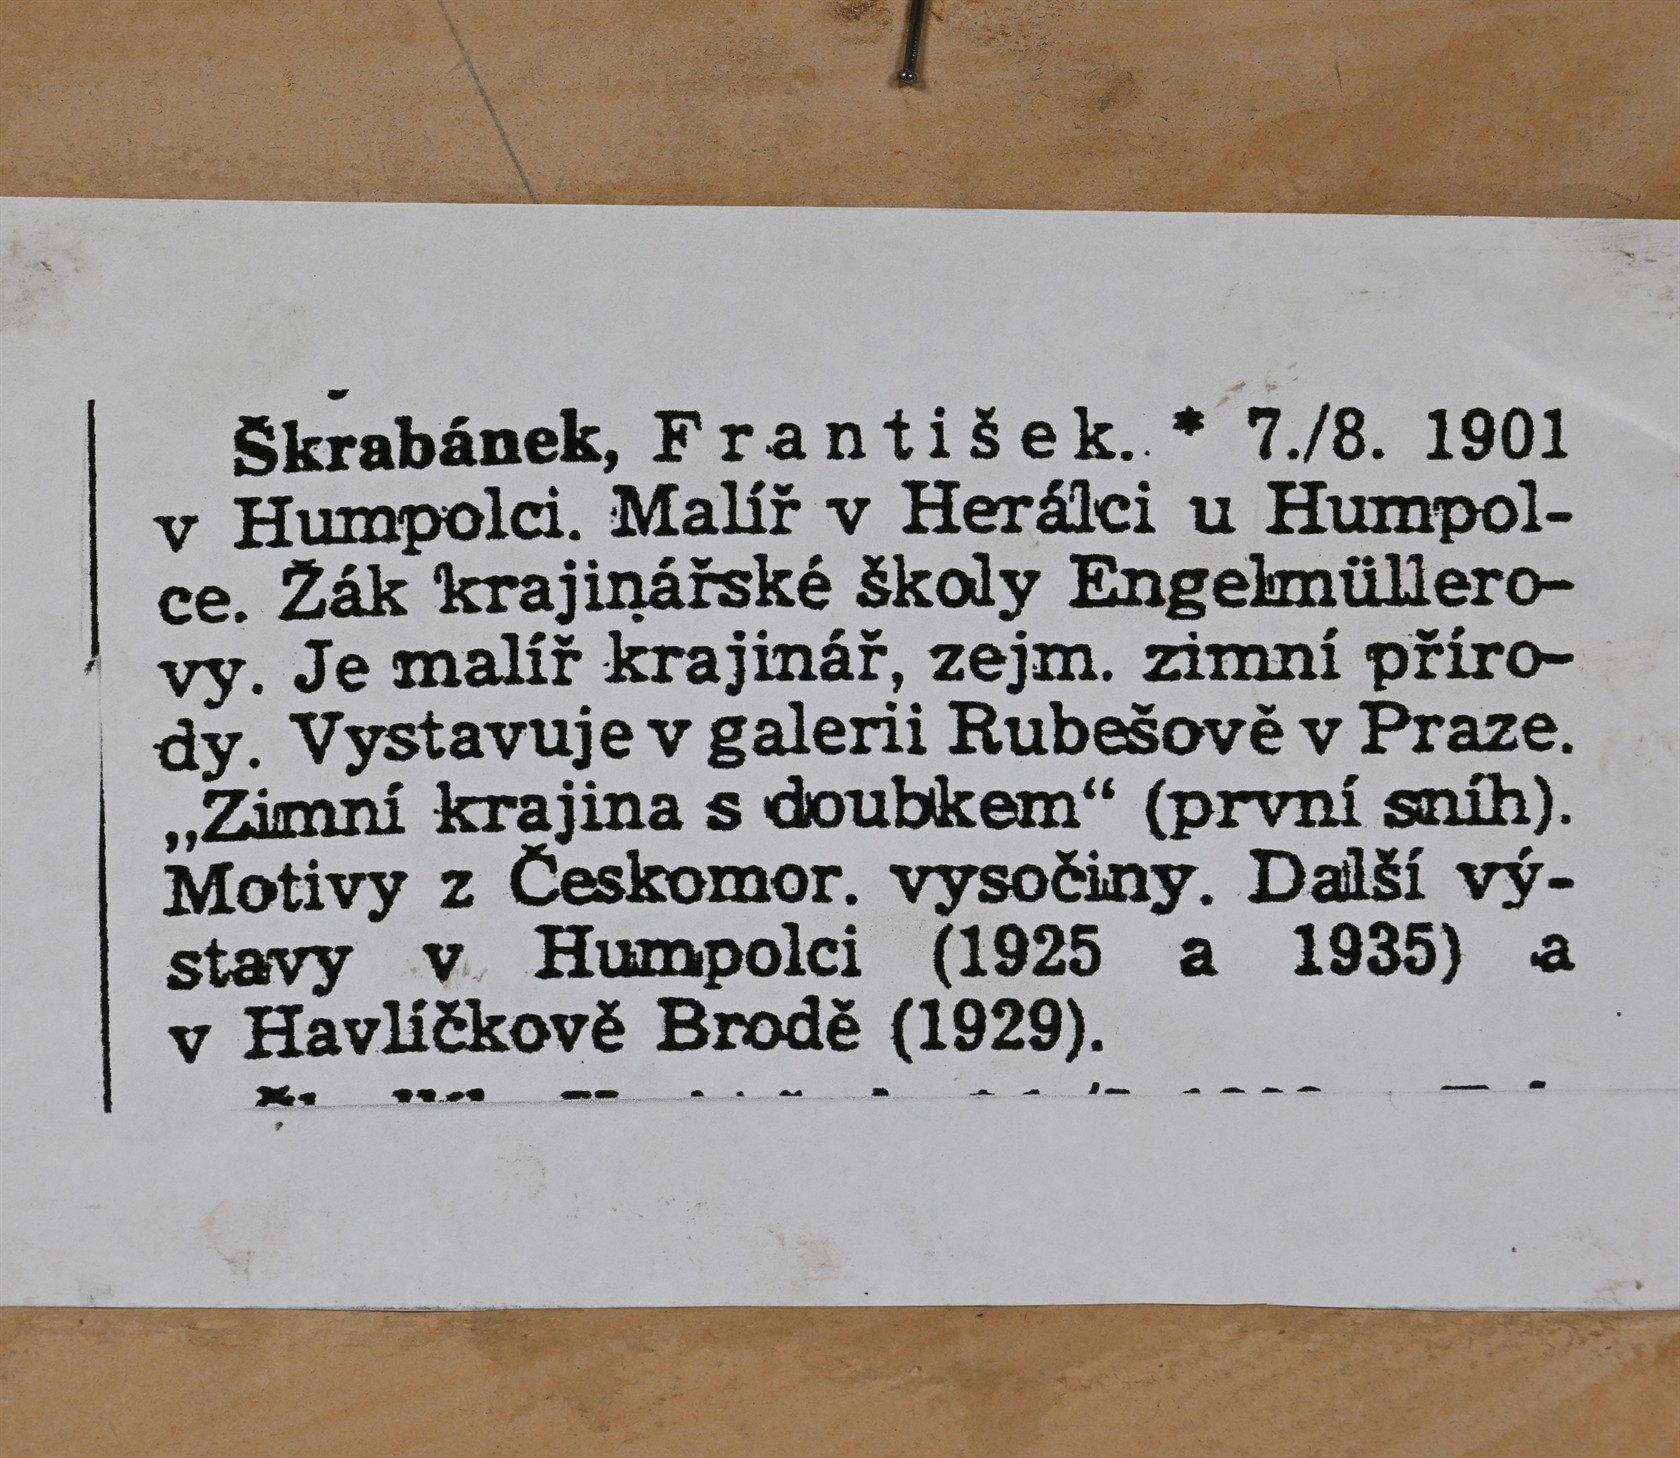 Škrabánek, František. * 7./8. 1901
v Humpolci. Malíř v Herálci u Humpol-
ce. Žák krajinářské školy Engelmüllero-
vy. Je malíř krajinář, zejm. zimní příro-
dy. Vystavuje v galerii Rubešově v Praze.
„Zimní krajina s doubkem“ (první sníh).
Motivy z Českomor. vysočiny. Další vý-
stavy v Humpolci (1925 a 1935) a
v Havlíčkově Brodě (1929).